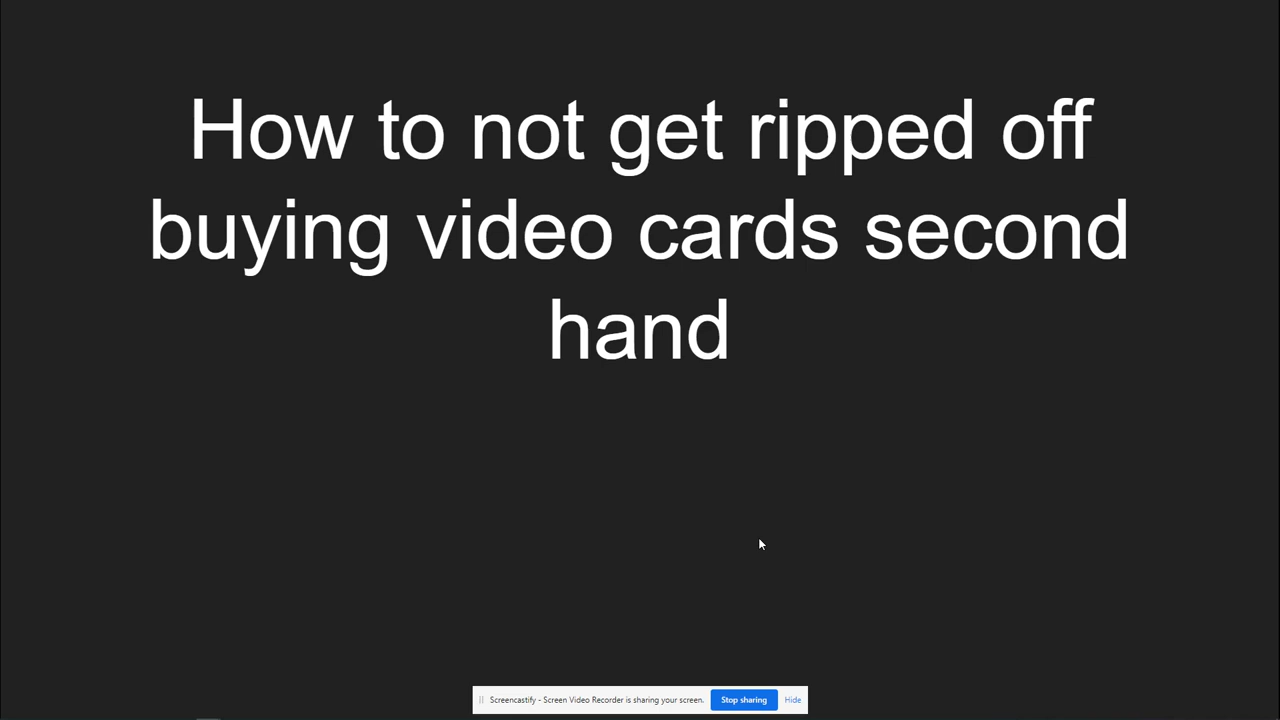 How to not get ripped off
buying video cards second
hand
Screencastify - Screen Video Recorder is sharing your screen. Stop sharing Hide